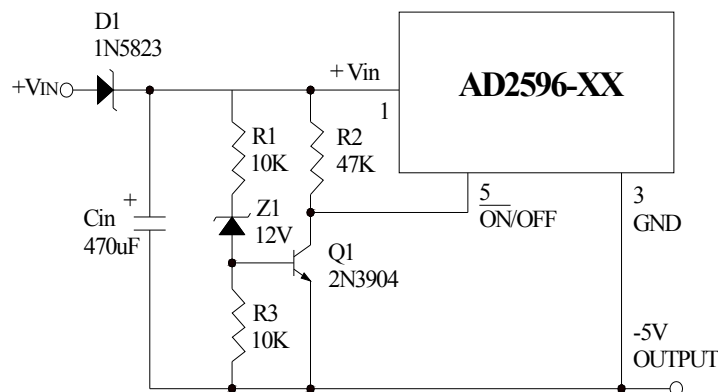 D1
1N5823
+VINO
+Vin
AD2596-XX
1
R1
10K
R2
47K
+
Cin
470uF
Z1
12V
5
ON/OFF
3
GND
Q1
2N3904
R3
10K
-5V
OUTPUT